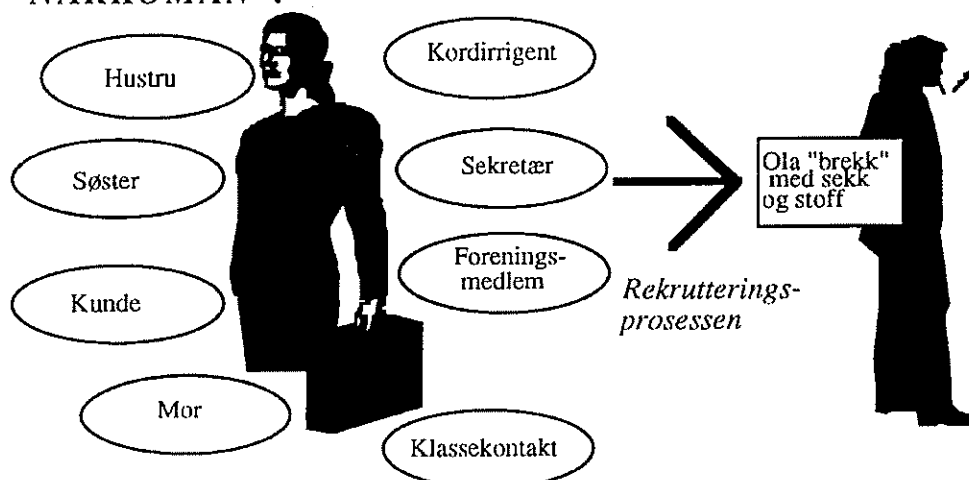 Hustru
Kordirrigent
Søster
Sekretær
Ola "brekk"
med sekk
og stoff
Forenings-
medlem
Kunde
Rekrutterings-
prosessen
Mor
Klassekontakt